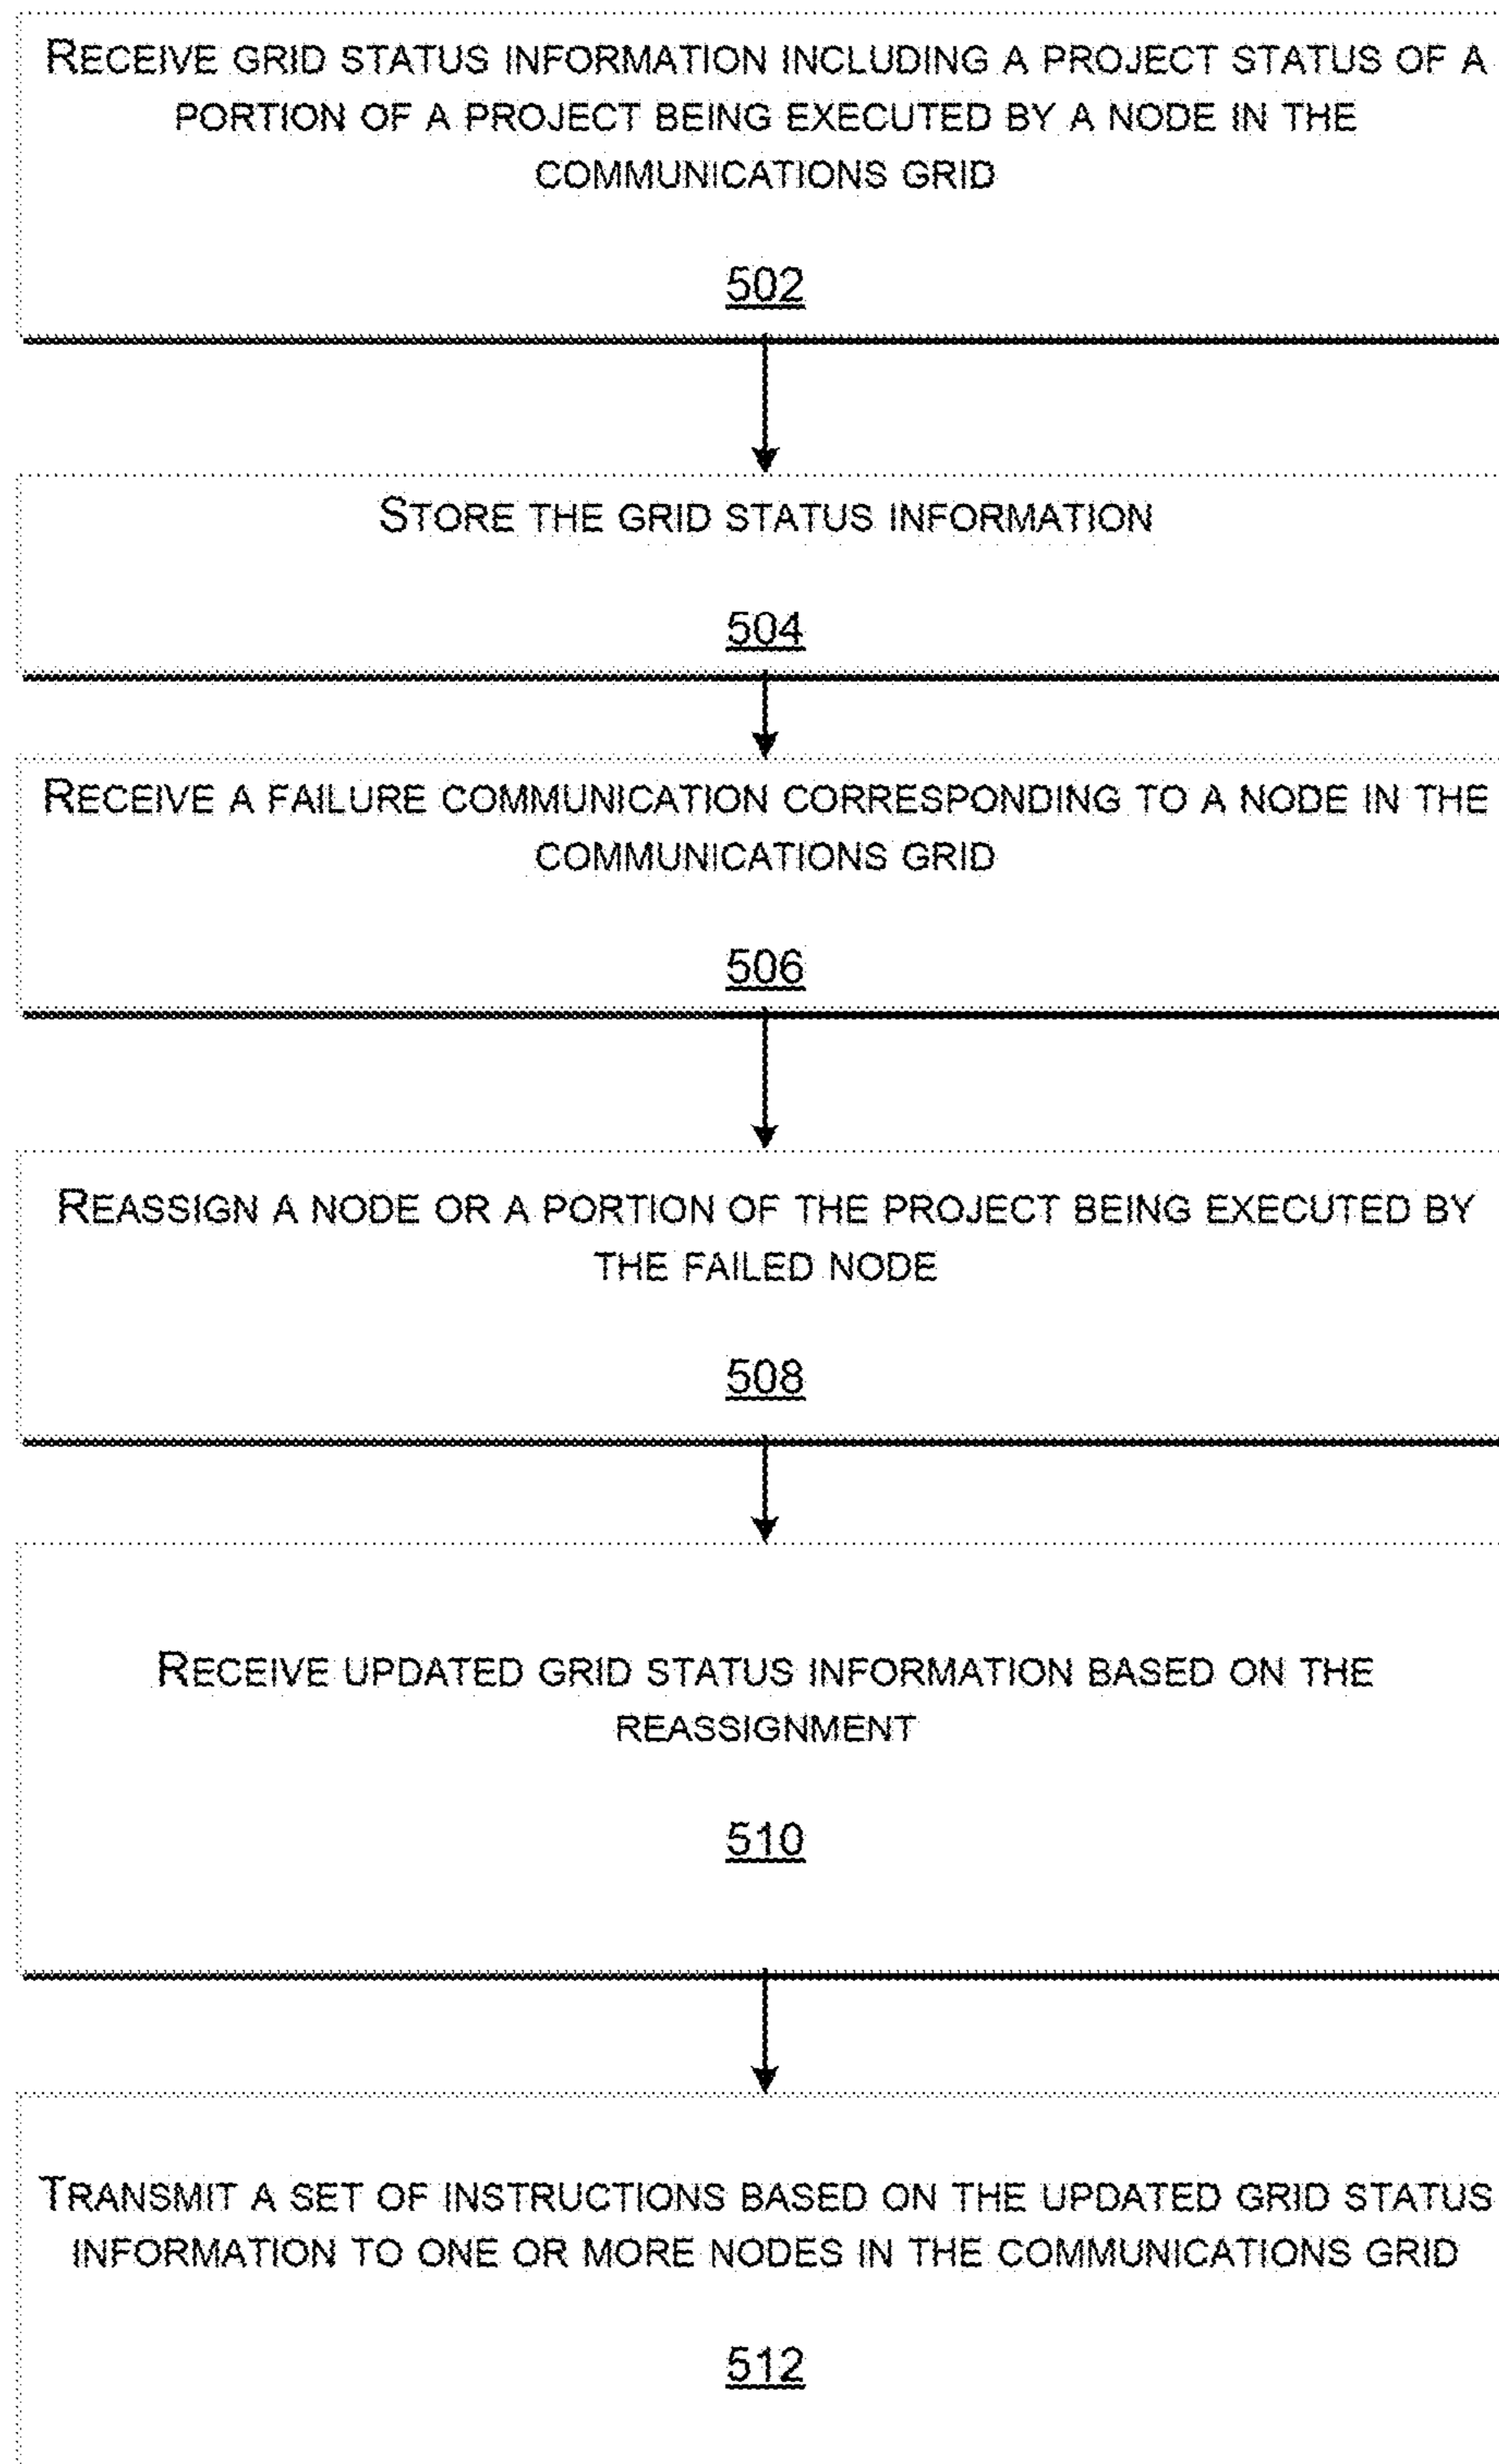 RECEIVE GRID STATUS INFORMATION INCLUDING A PROJECT STATUS OF A
PORTION OF A PROJECT BEING EXECUTED BY A NODE IN THE
COMMUNICATIONS GRID
502
STORE THE GRID STATUS INFORMATION
504
RECEIVE A FAILURE COMMUNICATION CORRESPONDING TO A NODE IN THE
COMMUNICATIONS GRID
506
REASSIGN A NODE OR A PORTION OF THE PROJECT BEING EXECUTED BY
THE FAILED NODE
508
RECEIVE UPDATED GRID STATUS INFORMATION BASED ON THE
REASSIGNMENT
510
TRANSMIT A SET OF INSTRUCTIONS BASED ON THE UPDATED GRID STATUS
INFORMATION TO ONE OR MORE NODES IN THE COMMUNICATIONS GRID
512